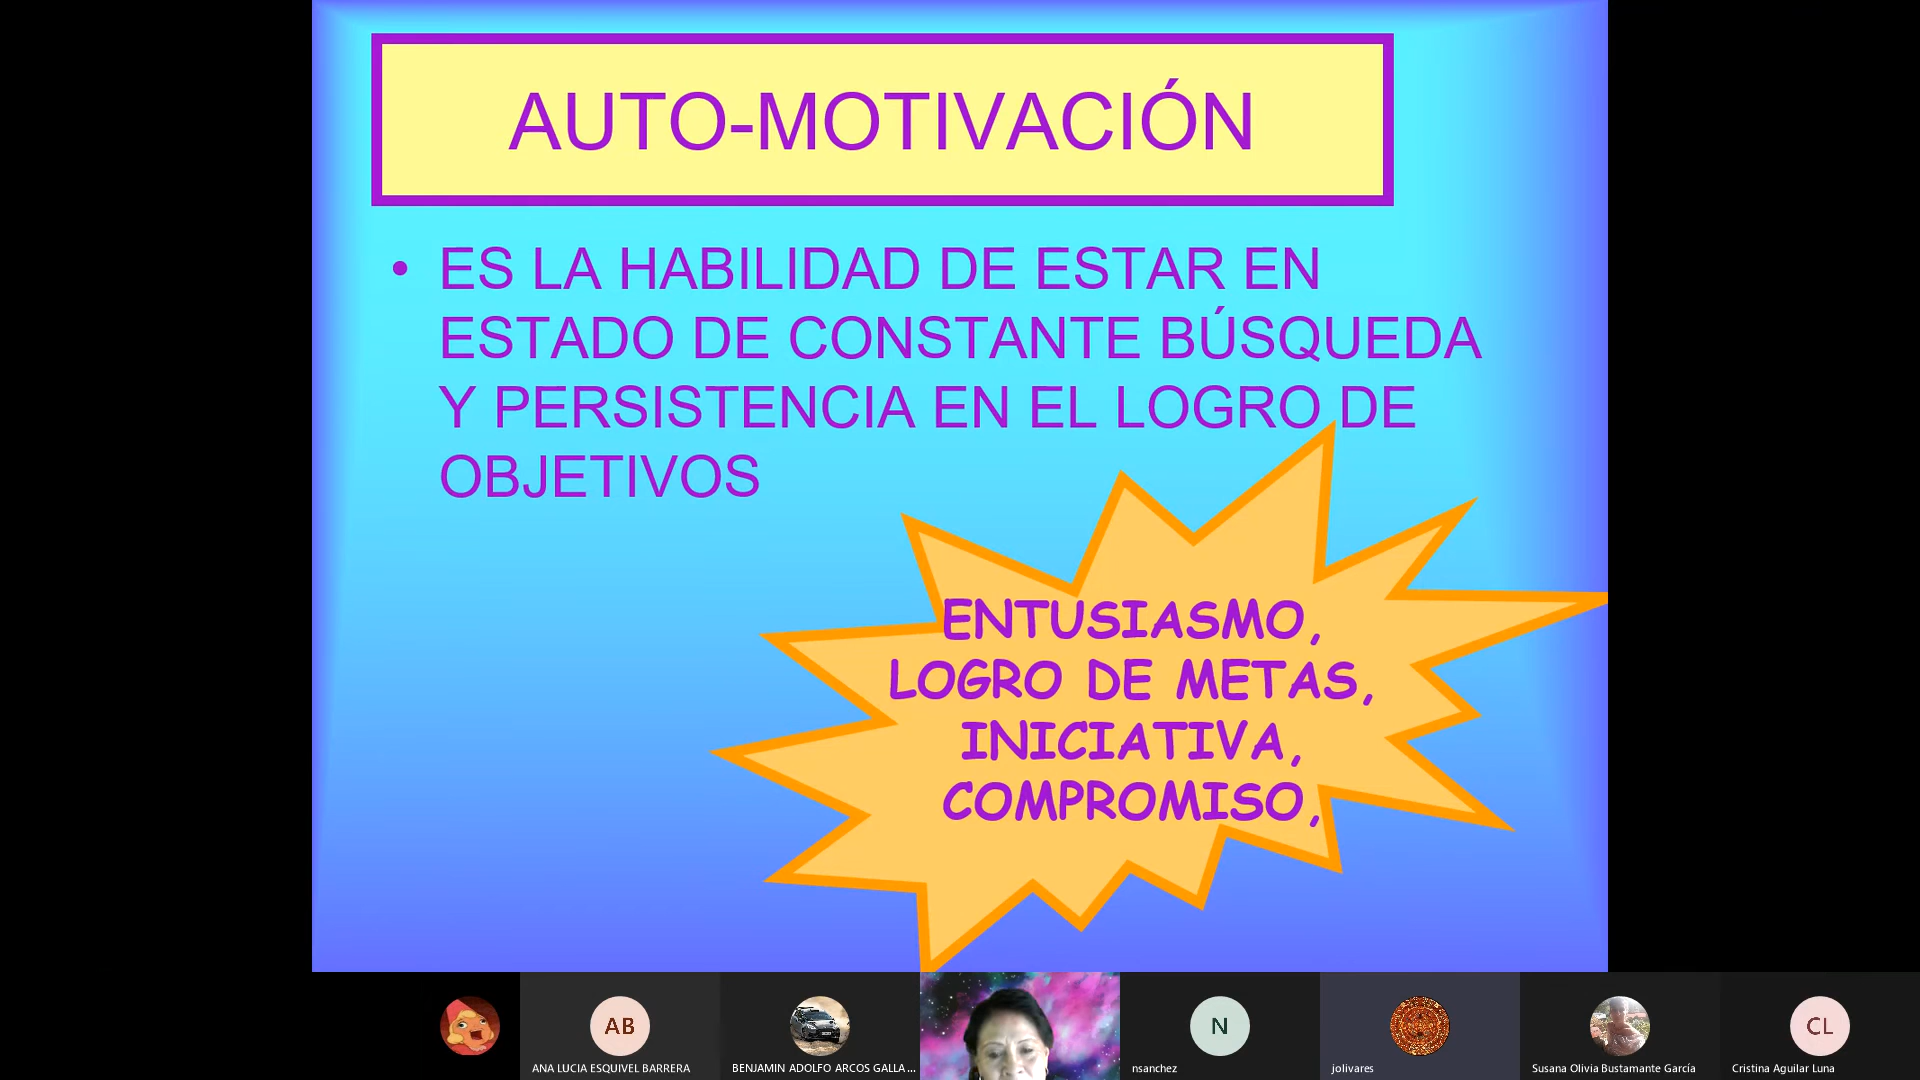 AUTO-MOTIVACIÓN
• ES LA HABILIDAD DE ESTAR EN
ESTADO DE CONSTANTE BÚSQUEDA
Y PERSISTENCIA EN EL LOGRO DE
OBJETIVOS
ENTUSIASMO,
LOGRO DE METAS,
INICIATIVA,
COMPROMISO,
AB
N
CL
ANA LUCIA ESQUIVEL BARRERA
BENJAMIN ADOLFO ARCOS GALLA...
nsanchez
jolivares
Susana Olivia Bustamante García
Cristina Aguilar Luna